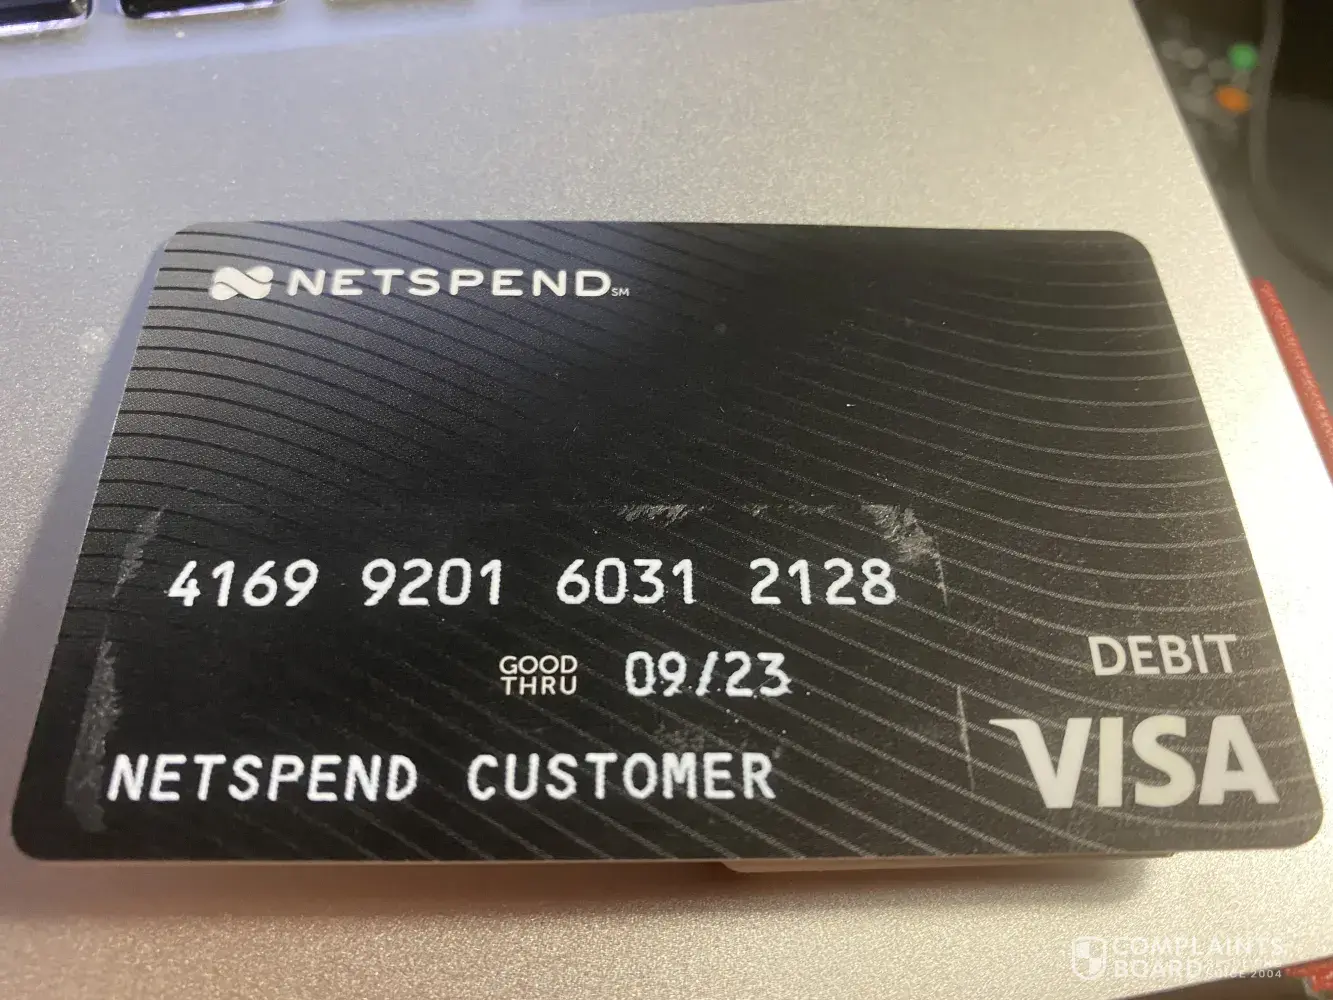 NETSPEND℠
4169 9201 6031 2128
GOOD THRU 09/23
NETSPEND CUSTOMER
DEBIT
VISA
COMPLAINTS
BOARD